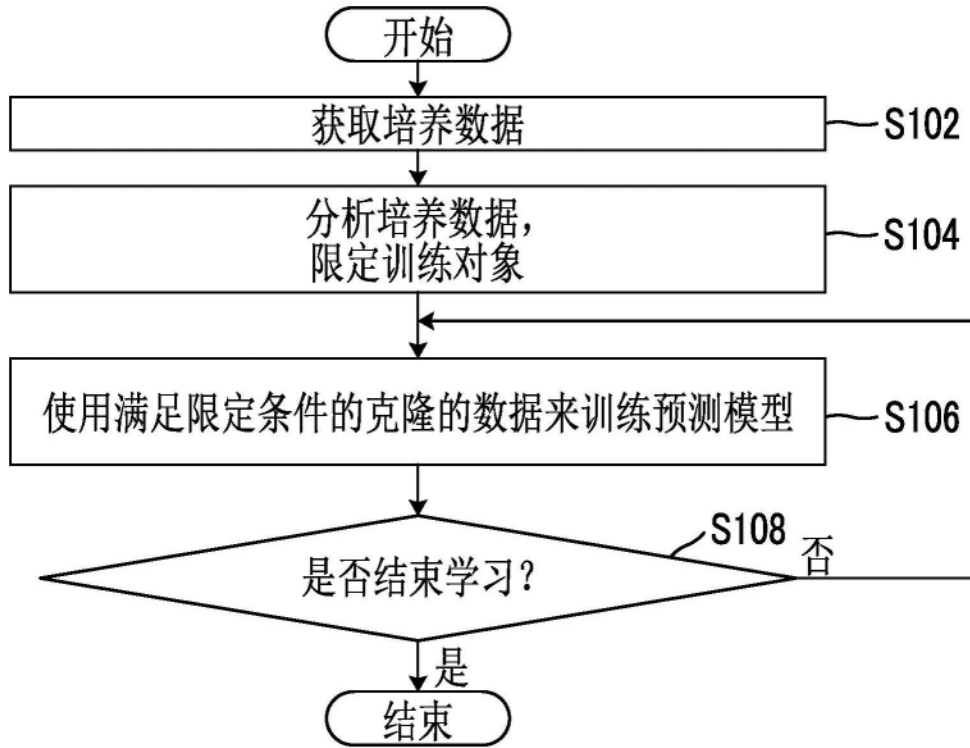 开始
获取培养数据
S102
分析培养数据，
限定训练对象
S104
使用满足限定条件的克隆的数据来训练预测模型
S106
S108
是否结束学习？
否
是
结束